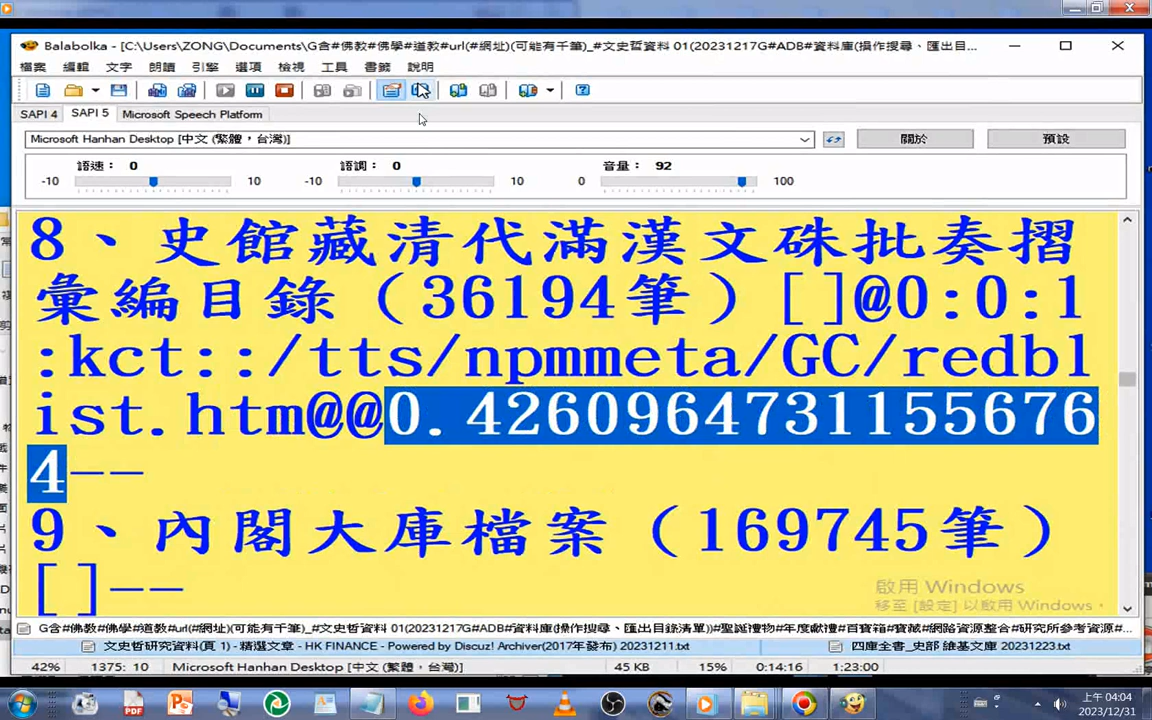 Balabolka - [C:\Users\ZONG\Documents\G含#佛教#佛學#道教#url(#網址)(可能有千筆)_#文史哲資料 01(20231217G#ADB#資料庫(操作搜尋、匯出目...
檔案 編輯 文字 朗讀 引擎 選項 檢視 工具 書籤 說明
SAPI 4 SAPI 5 Microsoft Speech Platform
Microsoft Hanhan Desktop [中文 (繁體，台灣)] 關於 預設
語速： 0 語調： 0 音量： 92
-10 10 -10 10 0 100
8、史館藏清代滿漢文硃批奏摺
彙編目錄（36194筆）[]@0:0:1
:kct::/tts/npmmeta/GC/redbl
ist.htm@@0.426096473115567​6
4--
9、內閣大庫檔案（169745筆）
[]--
啟用 Windows
移至 [設定] 以啟用 Windows。
G含#佛教#佛學#道教#url(#網址)(可能有千筆)_#文史哲資料 01(20231217G#ADB#資料庫(操作搜尋、匯出目錄清單))#聖誕禮物#年度獻禮#百寶箱#寶藏#網路資源整合#研究所參考資源#...
文史哲研究資料(頁 1) - 精選文章 - HK FINANCE - Powered by Discuz! Archiver(2017年發布) 20231211.txt 四庫全書_史部 維基文庫 20231223.txt
42% 1375: 10 Microsoft Hanhan Desktop [中文 (繁體，台灣)] 45 KB 15% 0:14:16 1:23:00
上午 04:04
2023/12/31